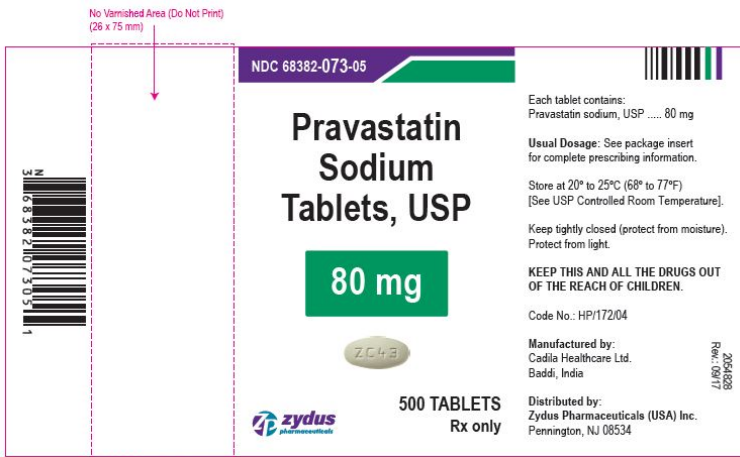 No Varnished Area (Do Not Print)
(26 x 75 mm)
N
3 68382 07305 1
NDC 68382-073-05
Pravastatin
Sodium
Tablets, USP
80 mg
ZC43
zydus
pharmaceuticals
500 TABLETS
Rx only
Each tablet contains:
Pravastatin sodium, USP ..... 80 mg
Usual Dosage: See package insert
for complete prescribing information.
Store at 20° to 25°C (68° to 77°F)
[See USP Controlled Room Temperature].
Keep tightly closed (protect from moisture).
Protect from light.
KEEP THIS AND ALL THE DRUGS OUT
OF THE REACH OF CHILDREN.
Code No.: HP/172/04
Manufactured by:
Cadila Healthcare Ltd.
Baddi, India
Distributed by:
Zydus Pharmaceuticals (USA) Inc.
Pennington, NJ 08534
2054828
Rev.: 09/17